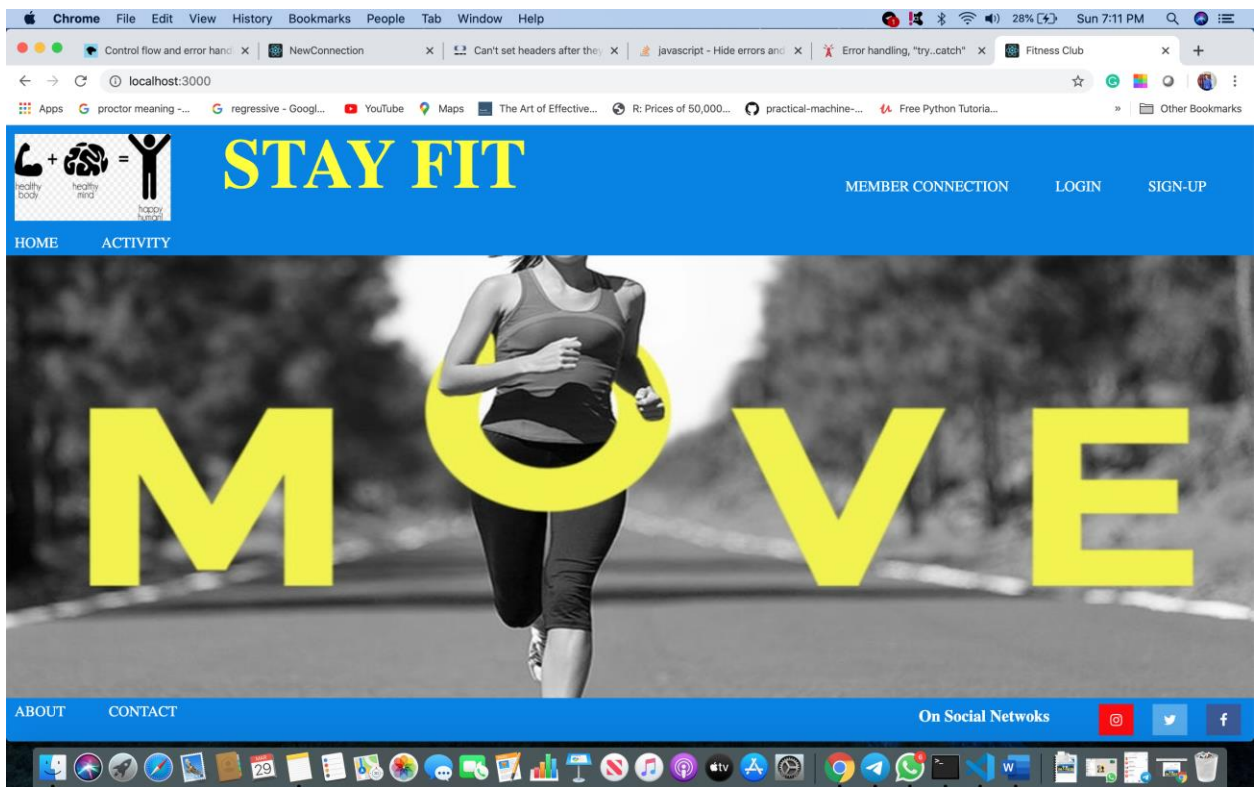 Chrome File Edit View History Bookmarks People Tab Window Help 28% Sun 7:11 PM
Control flow and error hand NewConnection Can't set headers after they javascript - Hide errors and Error handling, "try..catch" Fitness Club
localhost:3000
Apps proctor meaning -... regressive - Googl... YouTube Maps The Art of Effective... R: Prices of 50,000... practical-machine-... Free Python Tutoria... » Other Bookmarks
+ =
healthy body
healthy mind
happy human!
STAY FIT
MEMBER CONNECTION LOGIN SIGN-UP
HOME ACTIVITY
MOVE
ABOUT CONTACT On Social Netwoks
29 tv W